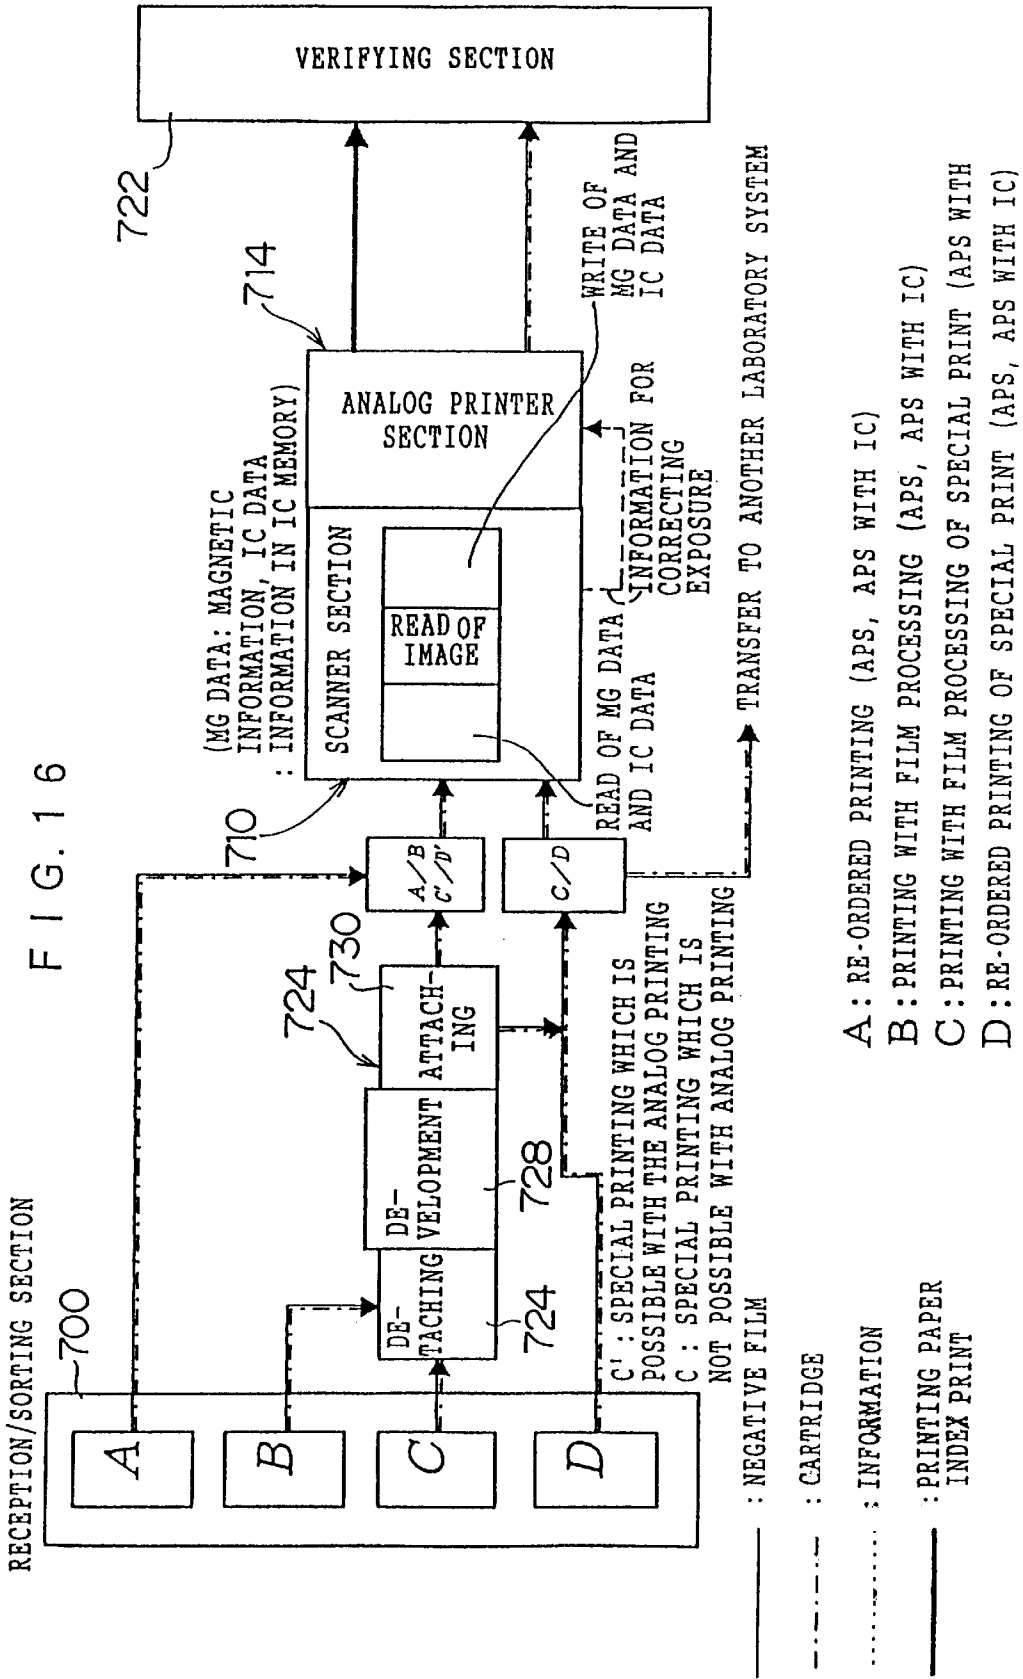 FIG. 16
RECEPTION/SORTING SECTION
700
A
B
C
D
DE-
TACHING
724
DE-
VELOPMENT
728
ATTACH-
ING
724
730
A/B
C'/D'
C/D
710
(MG DATA: MAGNETIC
INFORMATION, IC DATA
: INFORMATION IN IC MEMORY)
SCANNER SECTION
READ OF
IMAGE
714
ANALOG PRINTER
SECTION
722
VERIFYING SECTION
WRITE OF
MG DATA AND
IC DATA
READ OF MG DATA
AND IC DATA
INFORMATION FOR
CORRECTING
EXPOSURE
TRANSFER TO ANOTHER LABORATORY SYSTEM
C' : SPECIAL PRINTING WHICH IS
POSSIBLE WITH THE ANALOG PRINTING
C : SPECIAL PRINTING WHICH IS
NOT POSSIBLE WITH ANALOG PRINTING
: NEGATIVE FILM
: CARTRIDGE
: INFORMATION
: PRINTING PAPER
INDEX PRINT
A : RE-ORDERED PRINTING (APS, APS WITH IC)
B : PRINTING WITH FILM PROCESSING (APS, APS WITH IC)
C : PRINTING WITH FILM PROCESSING OF SPECIAL PRINT (APS WITH
D : RE-ORDERED PRINTING OF SPECIAL PRINT (APS, APS WITH IC)